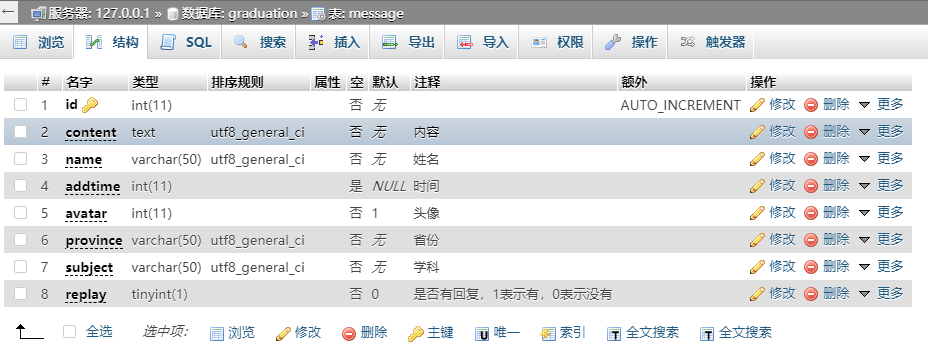 ← 服务器: 127.0.0.1 » 数据库: graduation » 表: message
浏览 结构 SQL 搜索 插入 导出 导入 权限 操作 触发器
# 名字 类型 排序规则 属性 空 默认 注释 额外 操作
1 id int(11) 否 无 AUTO_INCREMENT 修改 删除 更多
2 content text utf8_general_ci 否 无 内容 修改 删除 更多
3 name varchar(50) utf8_general_ci 否 无 姓名 修改 删除 更多
4 addtime int(11) 是 NULL 时间 修改 删除 更多
5 avatar int(11) 否 1 头像 修改 删除 更多
6 province varchar(50) utf8_general_ci 否 无 省份 修改 删除 更多
7 subject varchar(50) utf8_general_ci 否 无 学科 修改 删除 更多
8 replay tinyint(1) 否 0 是否有回复，1表示有，0表示没有 修改 删除 更多
全选 选中项: 浏览 修改 删除 主键 U 唯一 索引 T 全文搜索 T 全文搜索